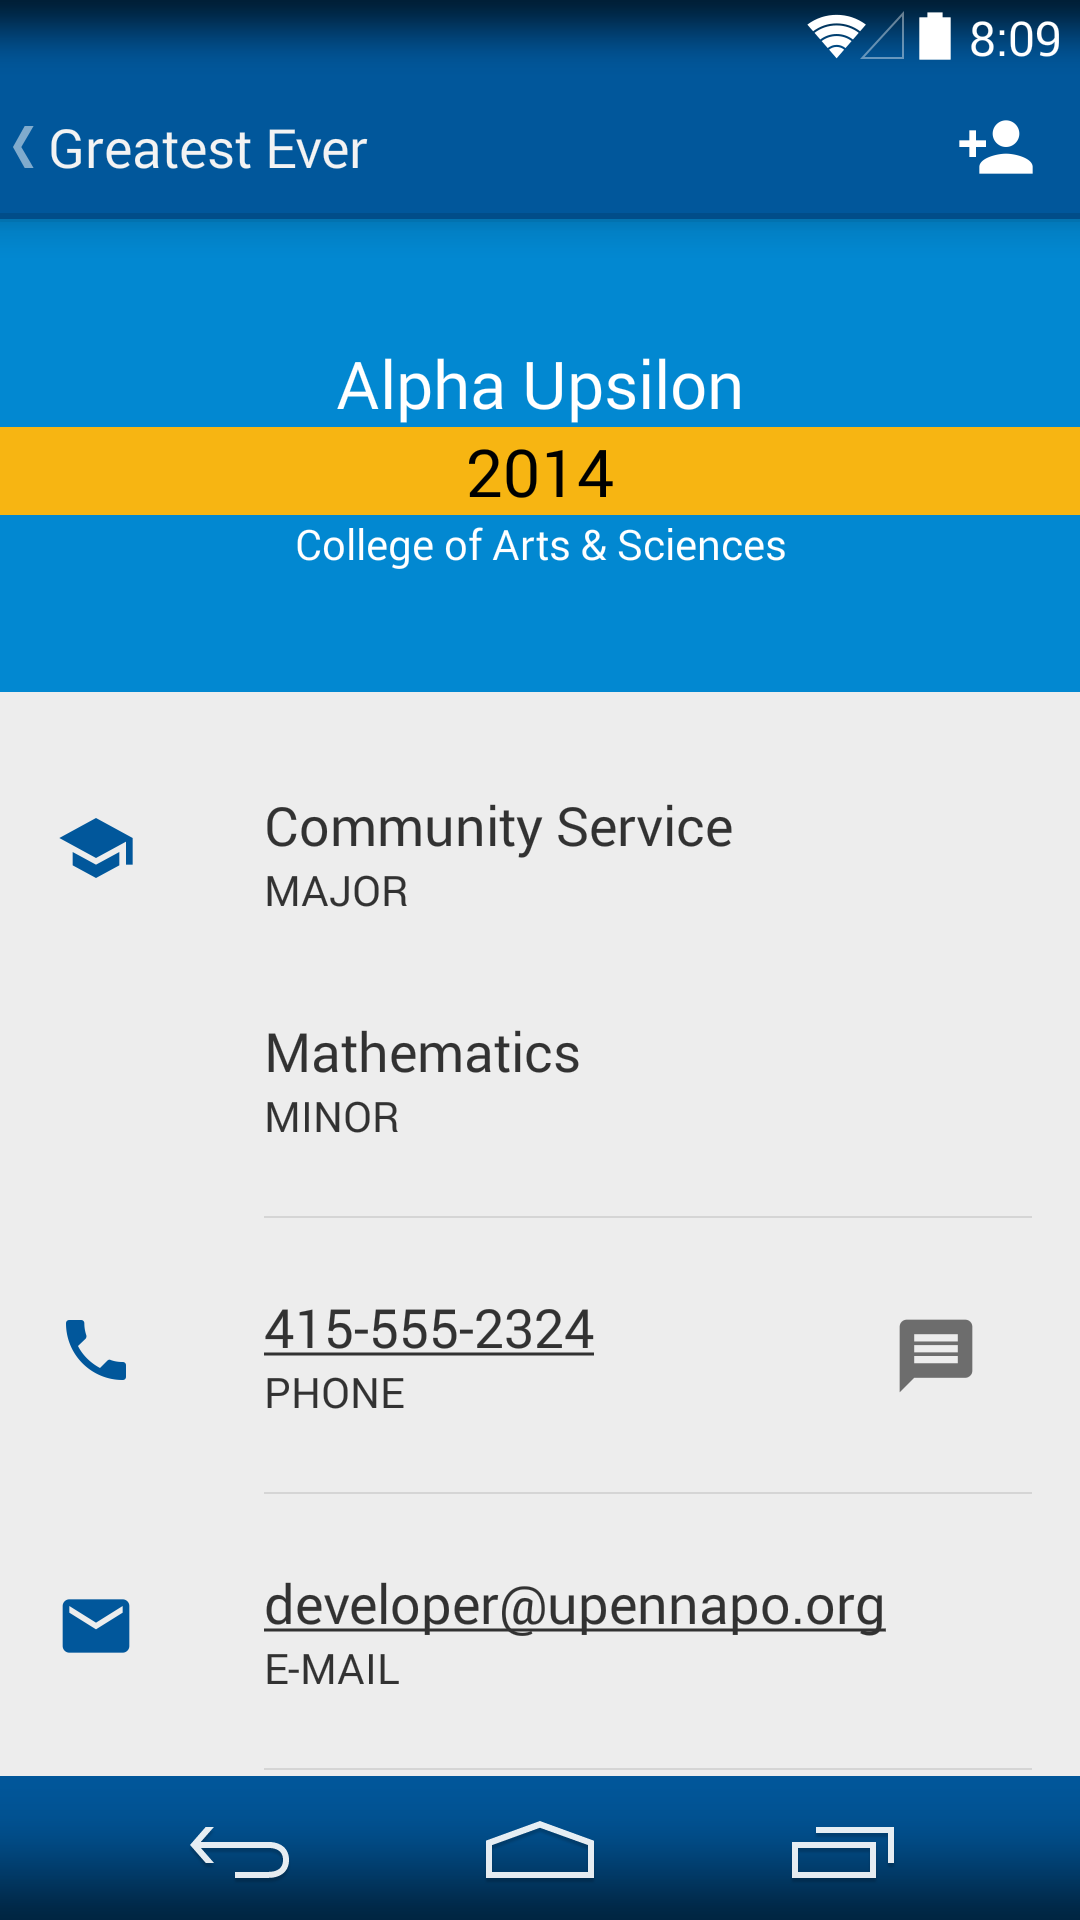 8:09
Greatest Ever
Alpha Upsilon
2014
College of Arts & Sciences
Community Service
MAJOR
Mathematics
MINOR
415-555-2324
PHONE
developer@upennapo.org
E-MAIL